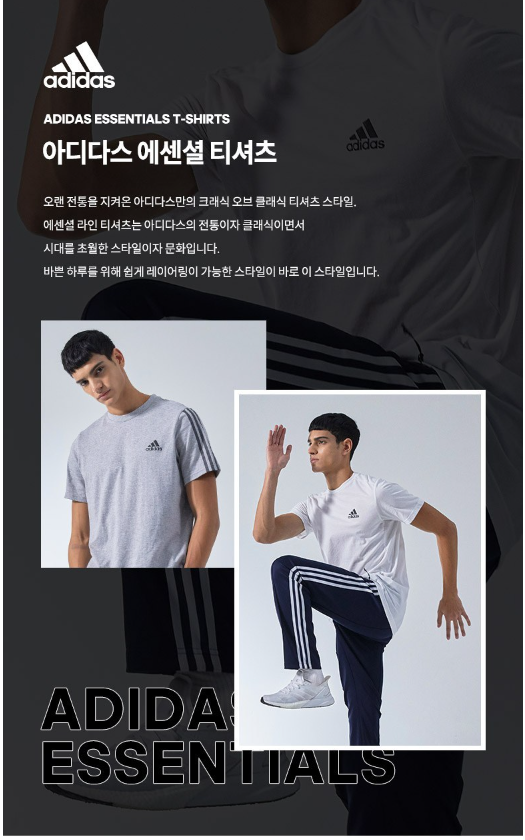 adidas
ADIDAS ESSENTIALS T-SHIRTS
아디다스 에센셜 티셔츠
오랜 전통을 지켜온 아디다스만의 크래식 오브 클래식 티셔츠 스타일.
에센셜 라인 티셔츠는 아디다스의 전통이자 클래식이면서
시대를 초월한 스타일이자 문화입니다.
바쁜 하루를 위해 쉽게 레이어링이 가능한 스타일이 바로 이 스타일입니다.
adidas
adidas
adidas
ADIDAS
ESSENTIALS